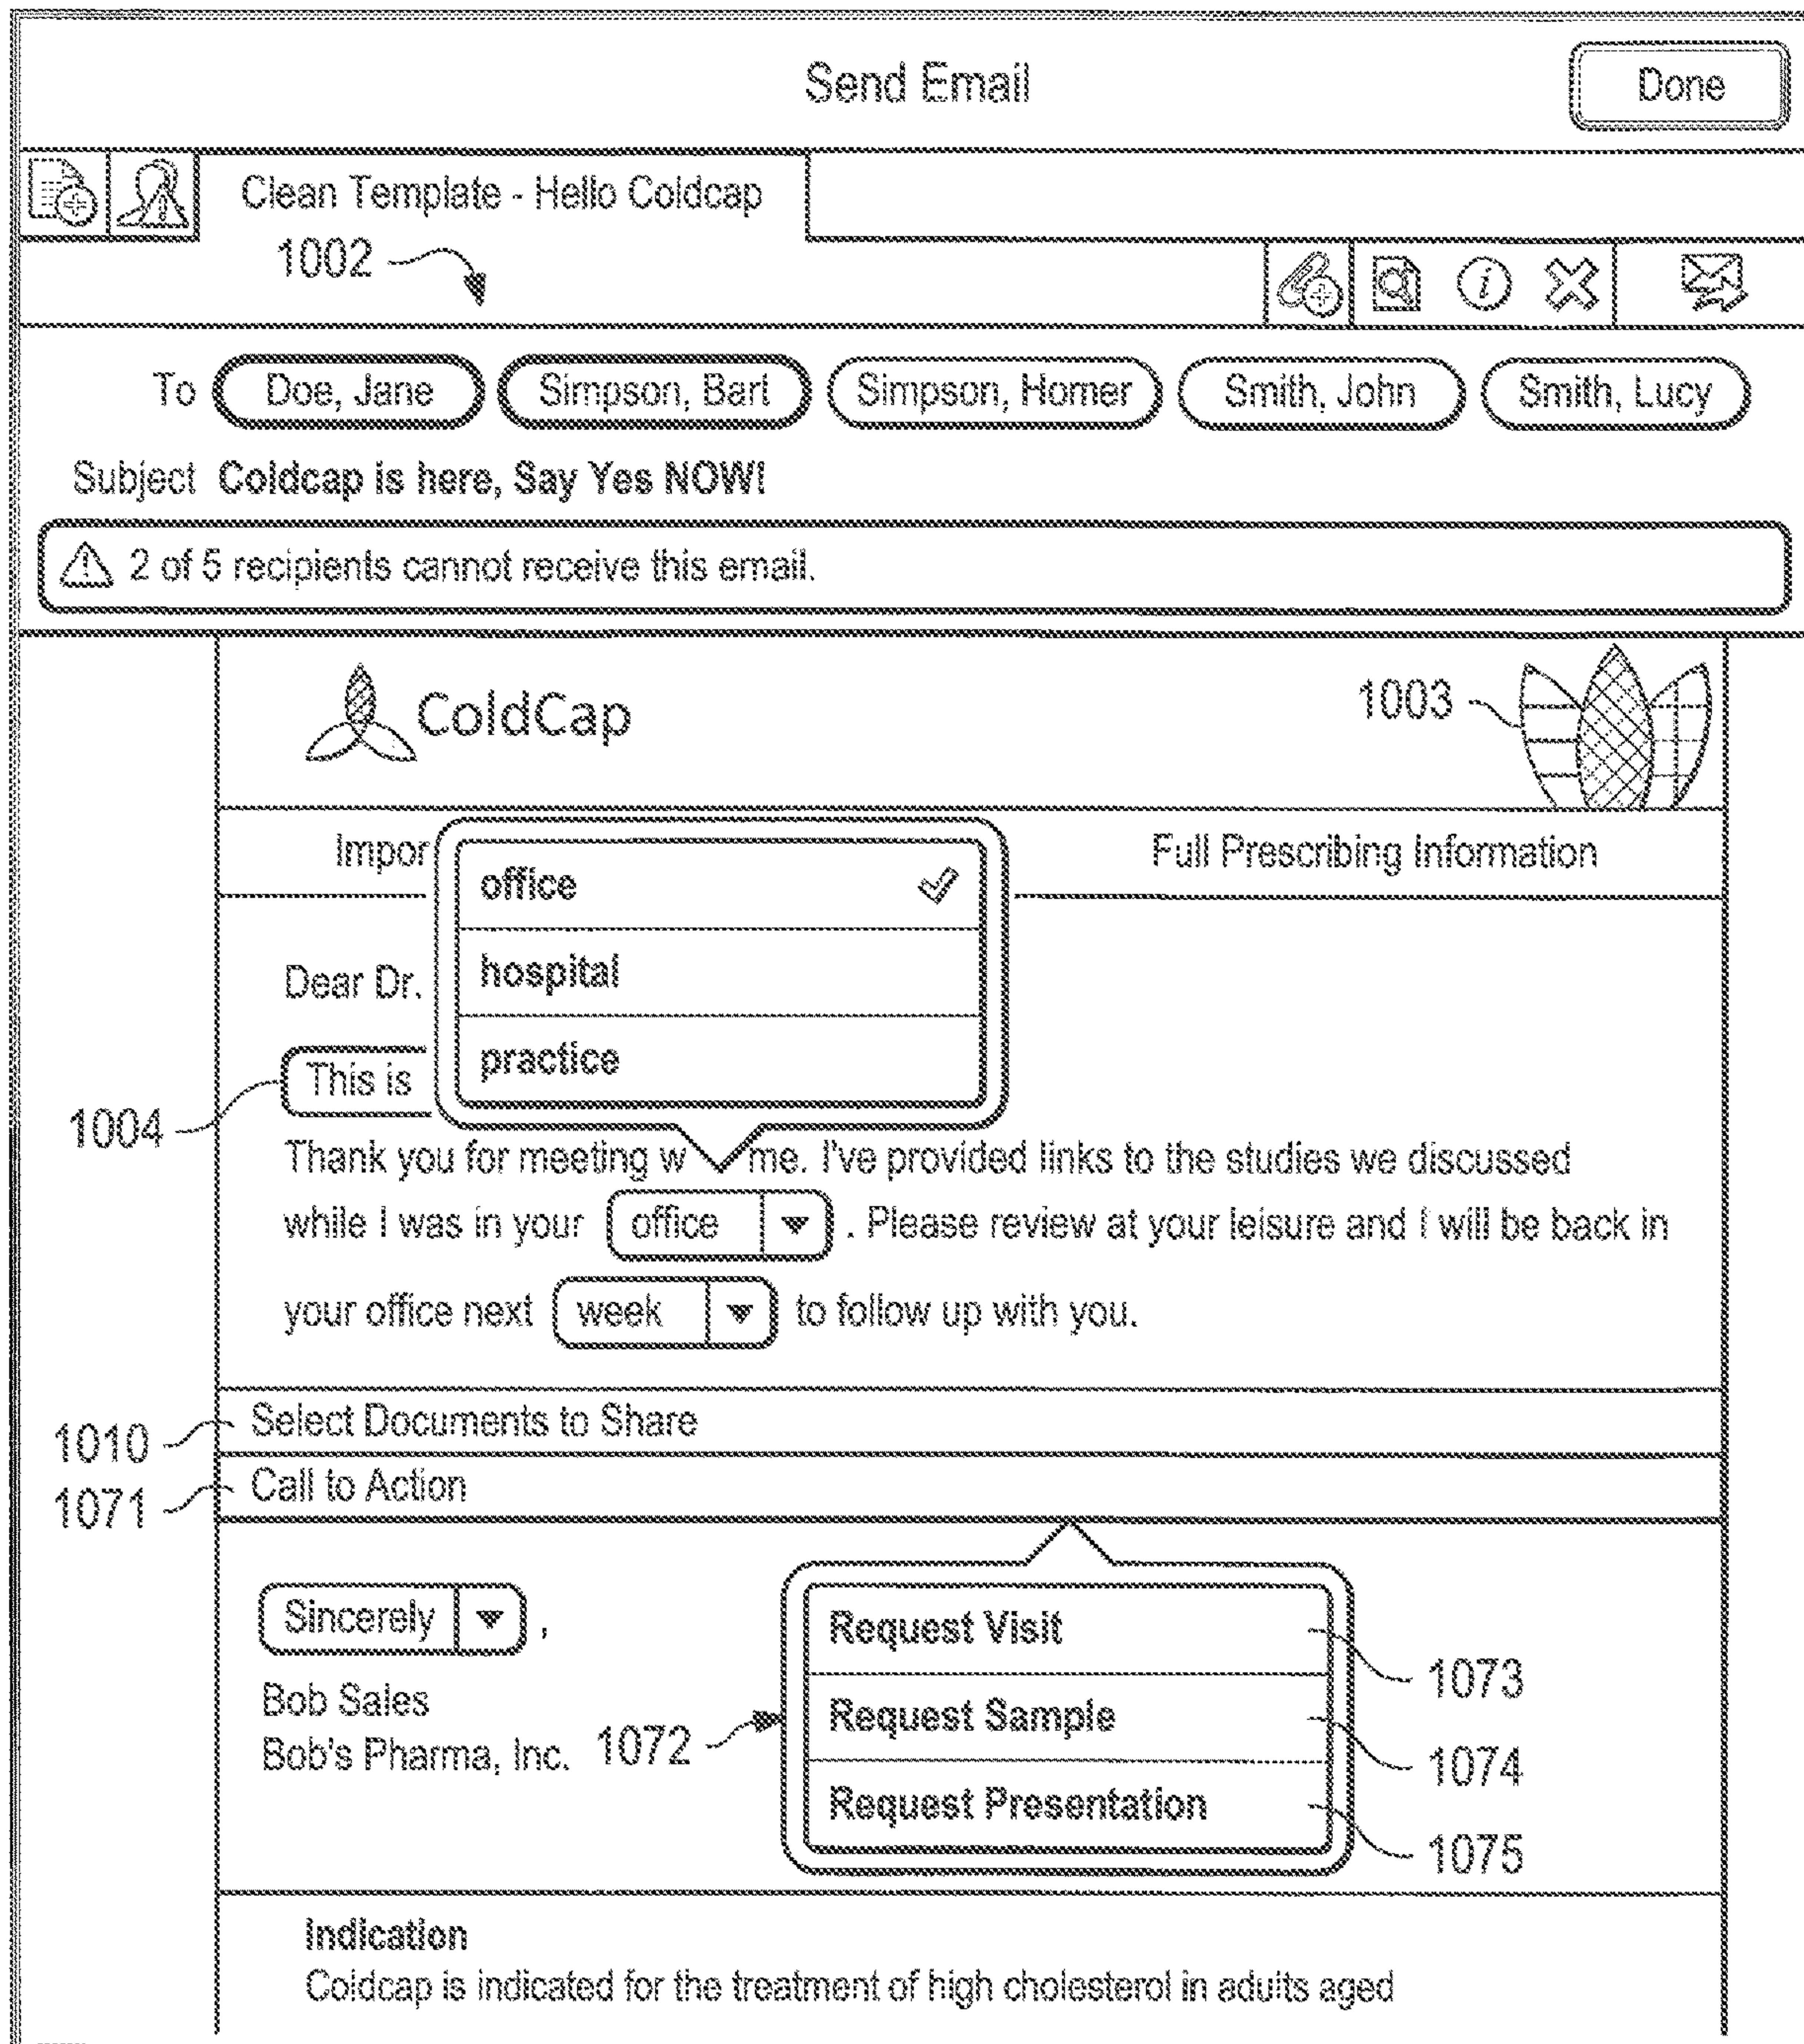 Send Email
Done
Clean Template - Hello Coldcap
1002
To Doe, Jane Simpson, Bart Simpson, Homer Smith, John Smith, Lucy
Subject Coldcap is here, Say Yes NOW!
2 of 5 recipients cannot receive this email.
ColdCap
1003
Impor
Full Prescribing Information
office
hospital
Dear Dr.
practice
This is
1004
Thank you for meeting w me. I've provided links to the studies we discussed
while I was in your office . Please review at your leisure and I will be back in
your office next week to follow up with you.
1010 Select Documents to Share
1071 Call to Action
Sincerely ,
Request Visit
1073
Bob Sales
Request Sample
1072
Bob's Pharma, Inc.
1074
Request Presentation
1075
Indication
Coldcap is indicated for the treatment of high cholesterol in adults aged